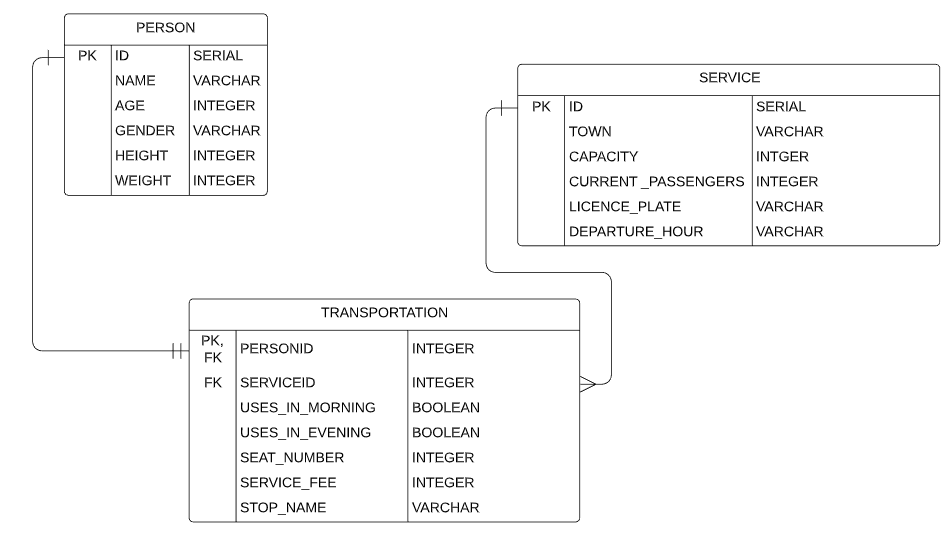 PERSON
PK ID SERIAL
NAME VARCHAR
AGE INTEGER
GENDER VARCHAR
HEIGHT INTEGER
WEIGHT INTEGER
SERVICE
PK ID SERIAL
TOWN VARCHAR
CAPACITY INTGER
CURRENT _PASSENGERS INTEGER
LICENCE_PLATE VARCHAR
DEPARTURE_HOUR VARCHAR
TRANSPORTATION
PK,
FK PERSONID INTEGER
FK SERVICEID INTEGER
USES_IN_MORNING BOOLEAN
USES_IN_EVENING BOOLEAN
SEAT_NUMBER INTEGER
SERVICE_FEE INTEGER
STOP_NAME VARCHAR